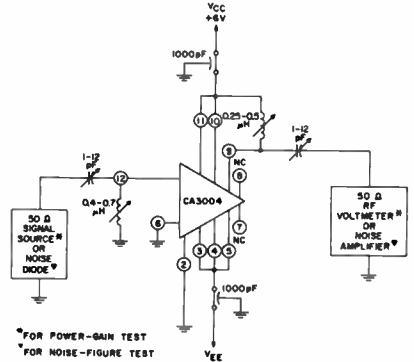 VCC
+6V
1000pF
11
10
0.25-0.5
μH
1-12
pF
9
NC
8
1-12
pF
12
CA3004
0.4-0.7
μH
6
7
NC
2
3
4
5
50 Ω
SIGNAL
SOURCE*
OR
NOISE
DIODE▼
50 Ω
RF
VOLTMETER*
OR
NOISE
AMPLIFIER▼
1000pF
VEE
*FOR POWER-GAIN TEST
▼FOR NOISE-FIGURE TEST